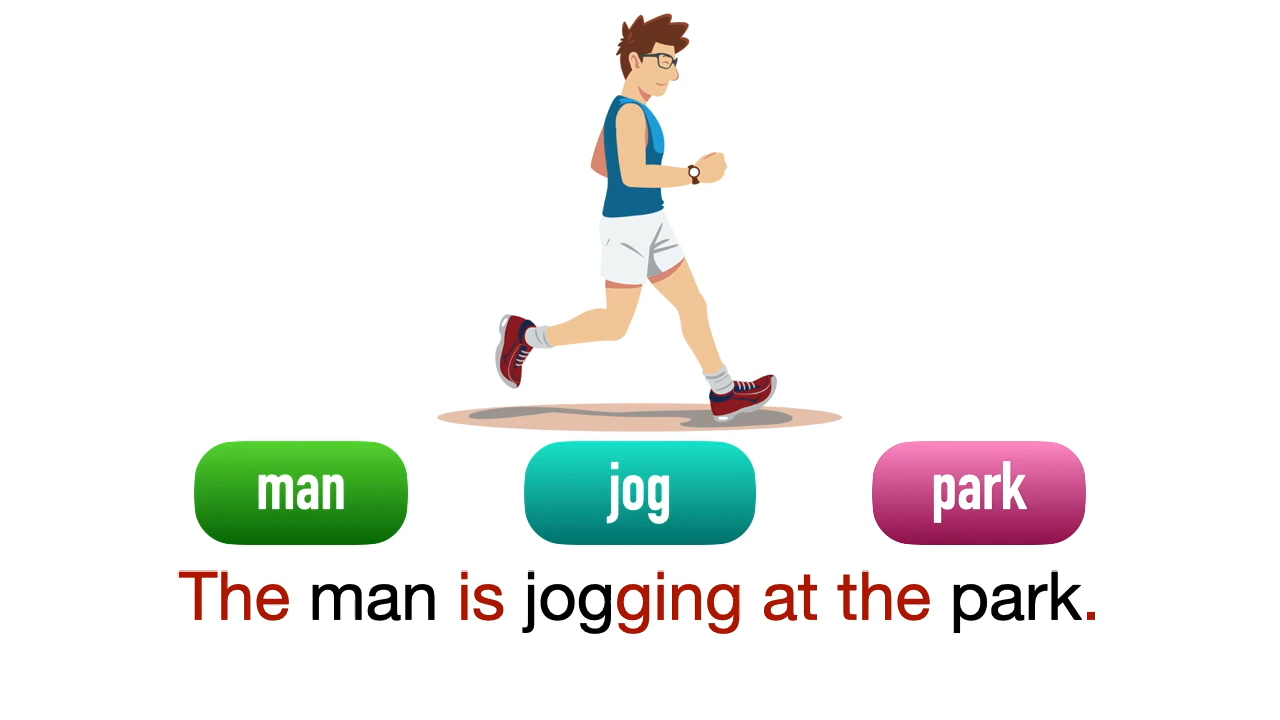 man jog park
The man is jogging at the park.